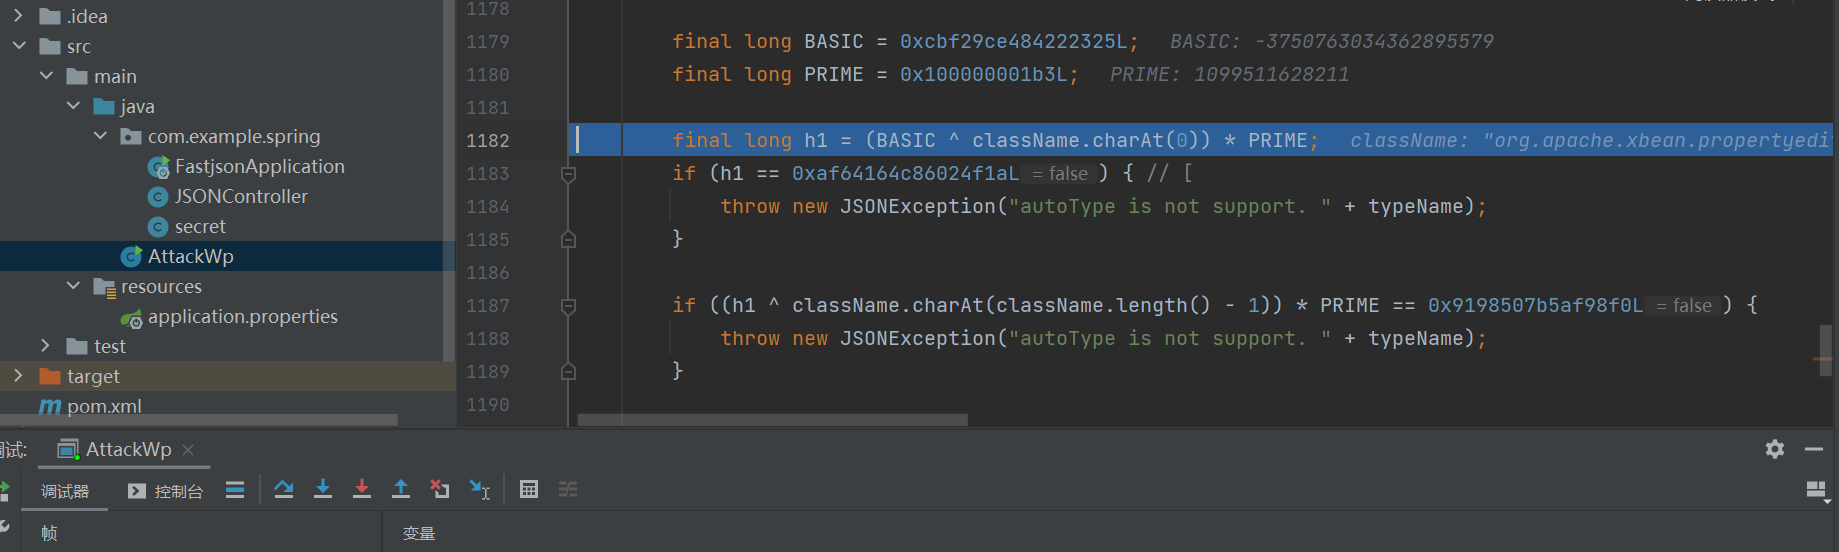 .idea
src
main
java
com.example.spring
FastjsonApplication
JSONController
secret
AttackWp
resources
application.properties
test
target
pom.xml
1178
1179 final long BASIC = 0xcbf29ce484222325L; BASIC: -3750763034362895579
1180 final long PRIME = 0x100000001b3L; PRIME: 1099511628211
1181
1182 final long h1 = (BASIC ^ className.charAt(0)) * PRIME; className: "org.apache.xbean.propertyedi
1183 if (h1 == 0xaf64164c86024f1aL = false ) { // [
1184 throw new JSONException("autoType is not support. " + typeName);
1185 }
1186
1187 if ((h1 ^ className.charAt(className.length() - 1)) * PRIME == 0x9198507b5af98f0L = false ) {
1188 throw new JSONException("autoType is not support. " + typeName);
1189 }
1190
调试: AttackWp
调试器 控制台
帧 变量